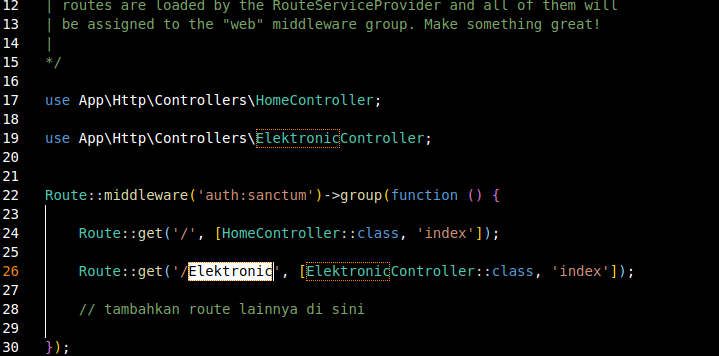 12 | routes are loaded by the RouteServiceProvider and all of them will
13 | be assigned to the "web" middleware group. Make something great!
14 |
15 */
16
17 use App\Http\Controllers\HomeController;
18
19 use App\Http\Controllers\ElektronicController;
20
21
22 Route::middleware('auth:sanctum')->group(function () {
23
24 Route::get('/', [HomeController::class, 'index']);
25
26 Route::get('/Elektronic', [ElektronicController::class, 'index']);
27
28 // tambahkan route lainnya di sini
29
30 });